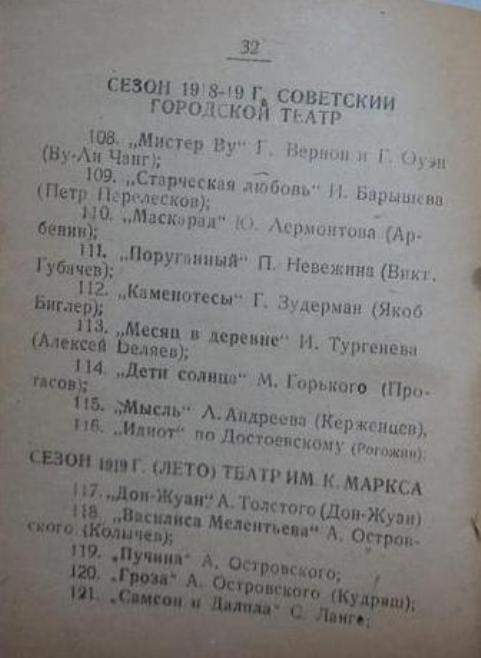 32
СЕЗОН 1918-19 Г. СОВЕТСКИЙ
ГОРОДСКОЙ ТЕАТР
108. „Мистер Ву“ Г. Вернон и Г. Оуэн
(Ву-Ли Чанг);
109. „Старческая любовь“ И. Барышева
(Петр Перелесков);
110. „Маскарад“ Ю. Лермонтова (Ар-
бенин);
111. „Поруганный“ П. Невежина (Викт.
Губачев);
112. „Каменотесы“ Г. Зудерман (Якоб
Биглер);
113. „Месяц в деревне“ И. Тургенева
(Алексей Беляев);
114. „Дети солнца“ М. Горького (Про-
тасов);
115. „Мысль“ Л. Андреева (Керженцев),
116. „Идиот“ по Достоевскому (Рогожин);
СЕЗОН 1919 Г. (ЛЕТО) ТЕАТР ИМ. К. МАРКСА
117. „Дон-Жуан“ А. Толстого (Дон-Жуан)
118. „Василиса Мелентьева“ А. Остров-
ского (Колычев);
119. „Пучина“ А. Островского;
120. „Гроза“ А. Островского (Кудряш);
121. „Самсон и Далила“ С. Ланге;